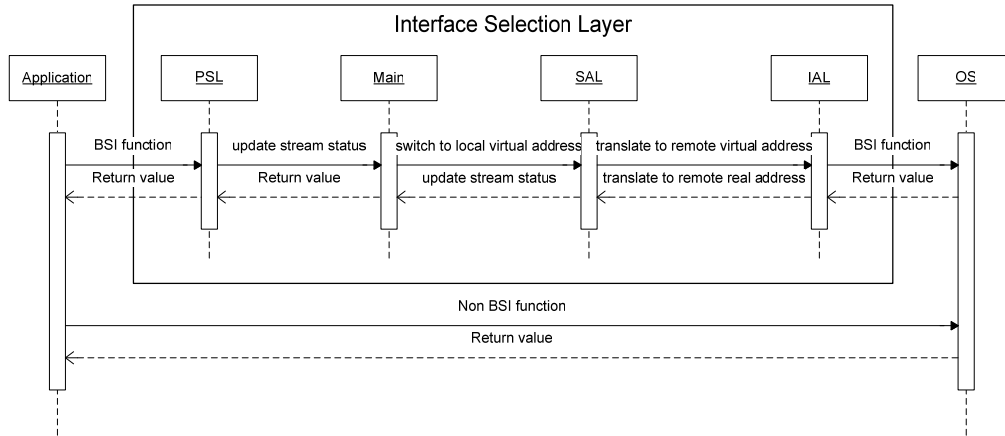 Interface Selection Layer
Application
PSL
Main
SAL
IAL
OS
BSI function
update stream status
switch to local virtual address
translate to remote virtual address
BSI function
Return value
Return value
update stream status
translate to remote real address
Return value
Non BSI function
Return value